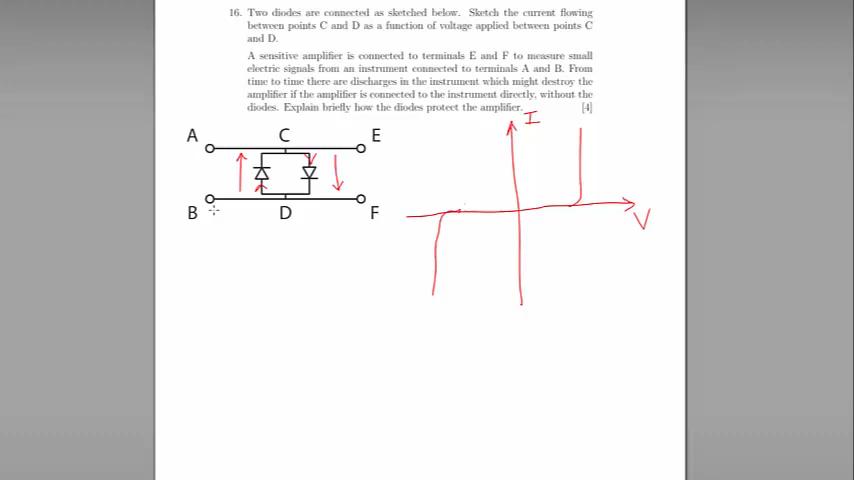 16. Two diodes are connected as sketched below. Sketch the current flowing
between points C and D as a function of voltage applied between points C
and D.
A sensitive amplifier is connected to terminals E and F to measure small
electric signals from an instrument connected to terminals A and B. From
time to time there are discharges in the instrument which might destroy the
amplifier if the amplifier is connected to the instrument directly, without the
diodes. Explain briefly how the diodes protect the amplifier. [4]
I
A C E
B D F
V